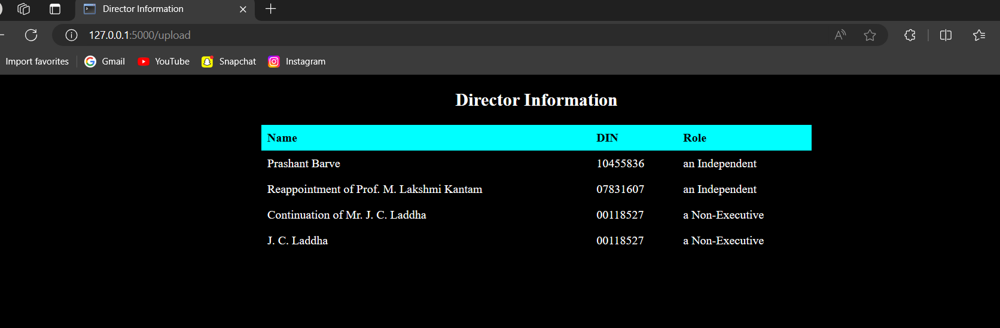 Director Information
127.0.0.1:5000/upload
Import favorites Gmail YouTube Snapchat Instagram
Director Information
Name DIN Role
Prashant Barve 10455836 an Independent
Reappointment of Prof. M. Lakshmi Kantam 07831607 an Independent
Continuation of Mr. J. C. Laddha 00118527 a Non-Executive
J. C. Laddha 00118527 a Non-Executive